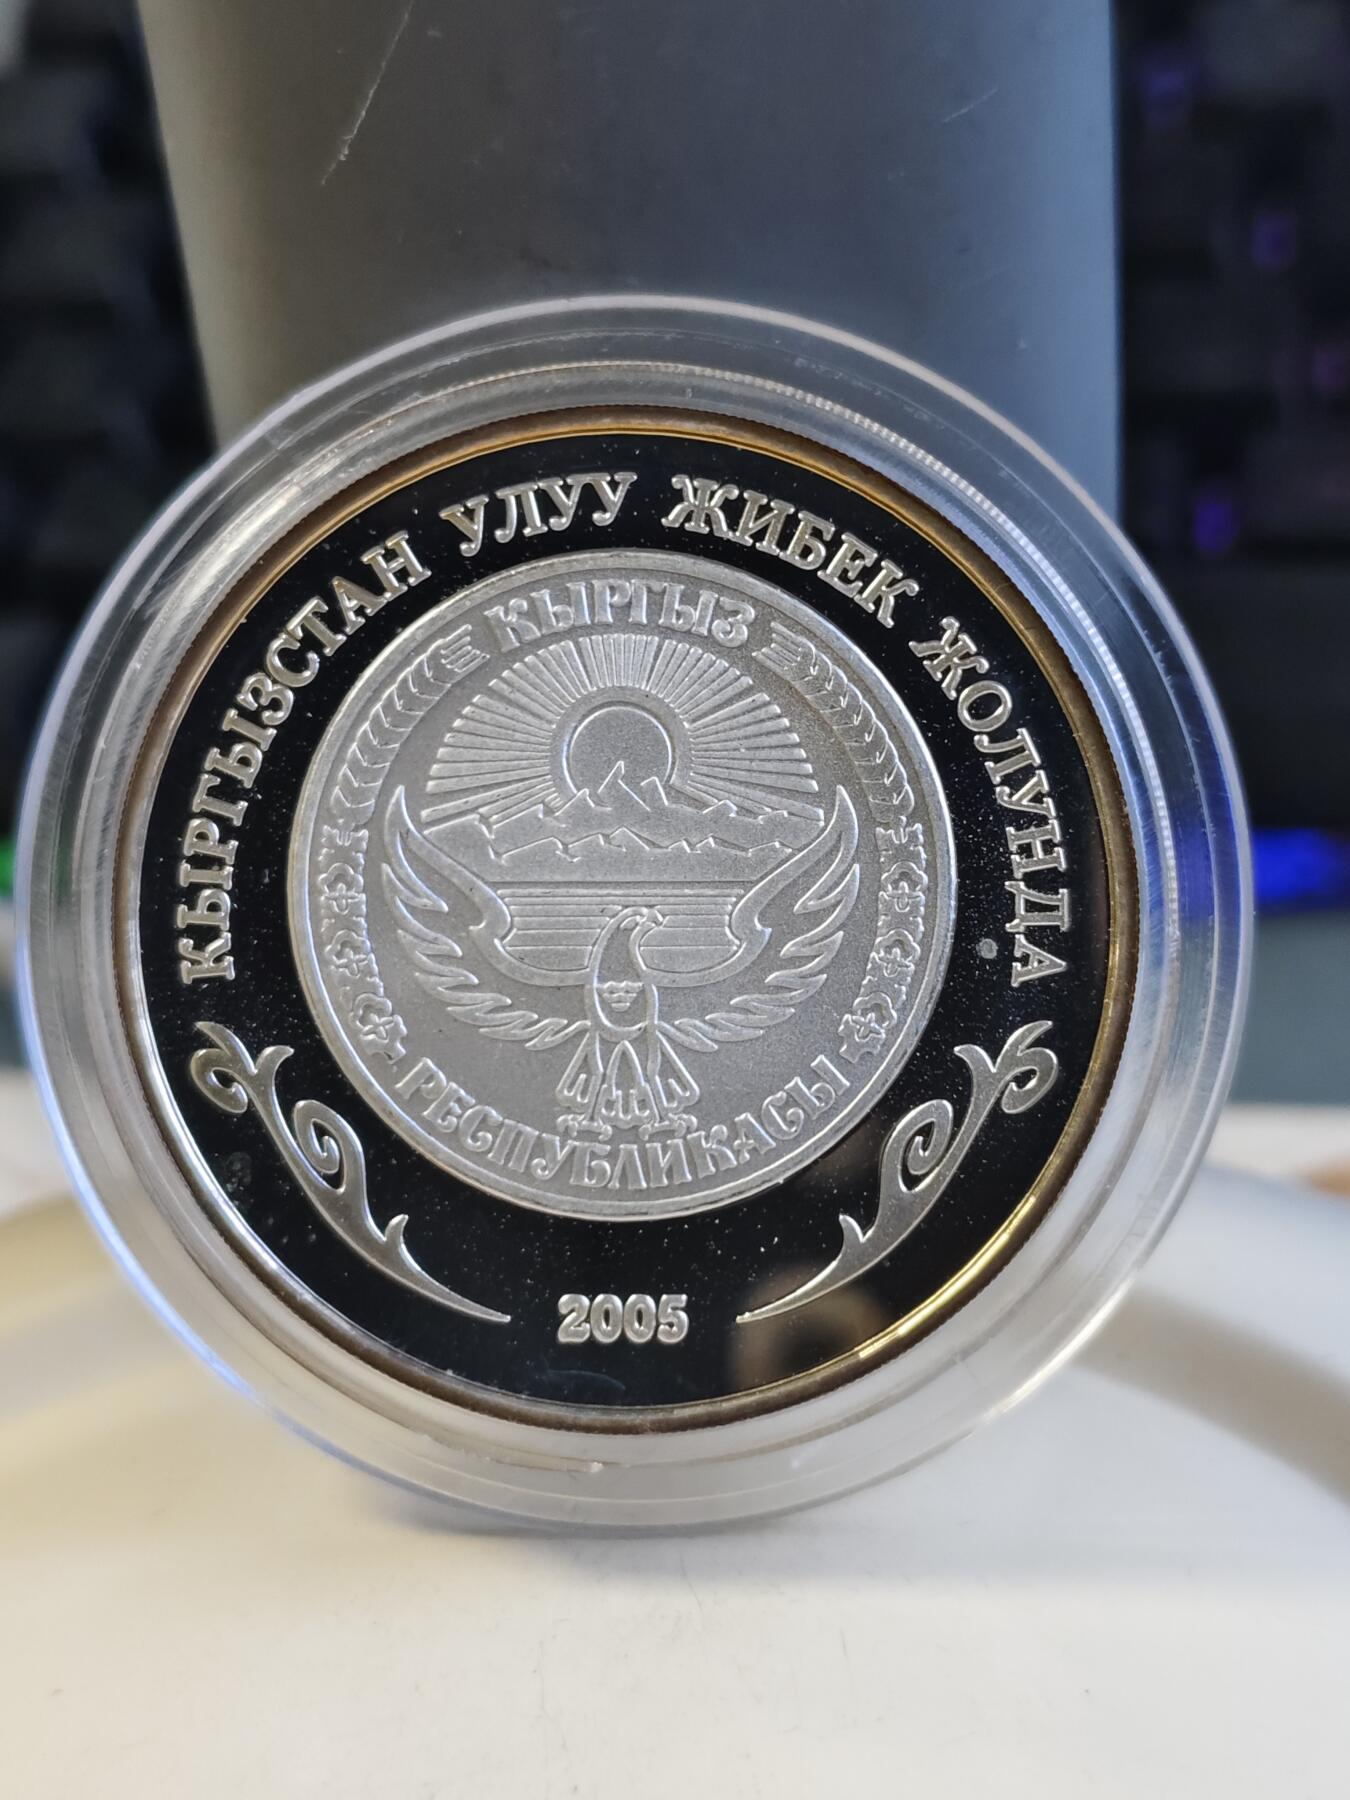 КЫРГЫЗСТАН УЛУУ ЖИБЕК ЖОЛУНДА
КЫРГЫЗ
РЕСПУБЛИКАСЫ
2005